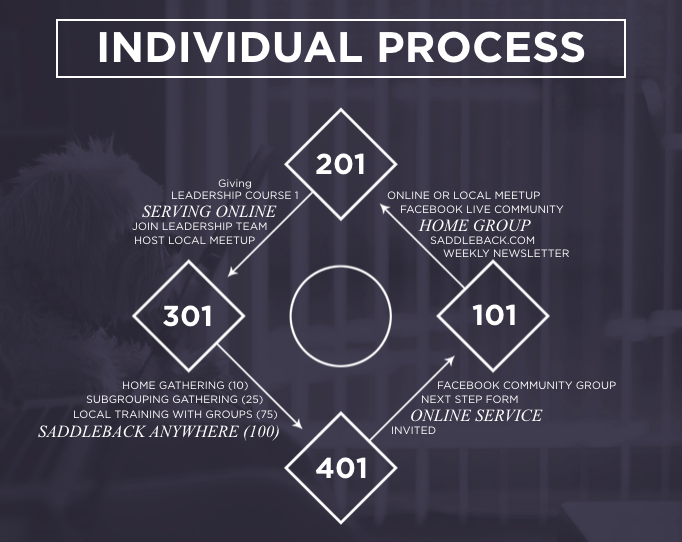 INDIVIDUAL PROCESS
201
Giving
LEADERSHIP COURSE 1
SERVING ONLINE
JOIN LEADERSHIP TEAM
HOST LOCAL MEETUP
ONLINE OR LOCAL MEETUP
FACEBOOK LIVE COMMUNITY
HOME GROUP
SADDLEBACK.COM
WEEKLY NEWSLETTER
301
101
HOME GATHERING (10)
SUBGROUPING GATHERING (25)
LOCAL TRAINING WITH GROUPS (75)
SADDLEBACK ANYWHERE (100)
FACEBOOK COMMUNITY GROUP
NEXT STEP FORM
ONLINE SERVICE
INVITED
401